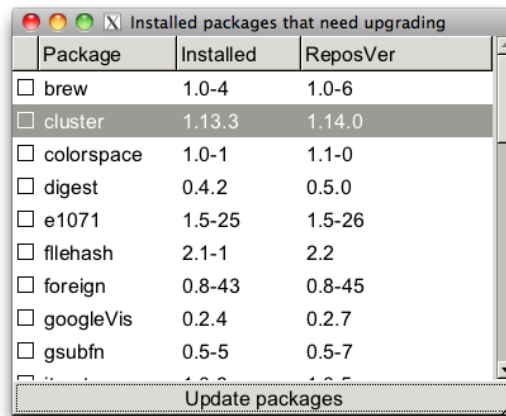 X Installed packages that need upgrading
Package Installed ReposVer
brew 1.0-4 1.0-6
cluster 1.13.3 1.14.0
colorspace 1.0-1 1.1-0
digest 0.4.2 0.5.0
e1071 1.5-25 1.5-26
fllehash 2.1-1 2.2
foreign 0.8-43 0.8-45
googleVis 0.2.4 0.2.7
gsubfn 0.5-5 0.5-7
Update packages